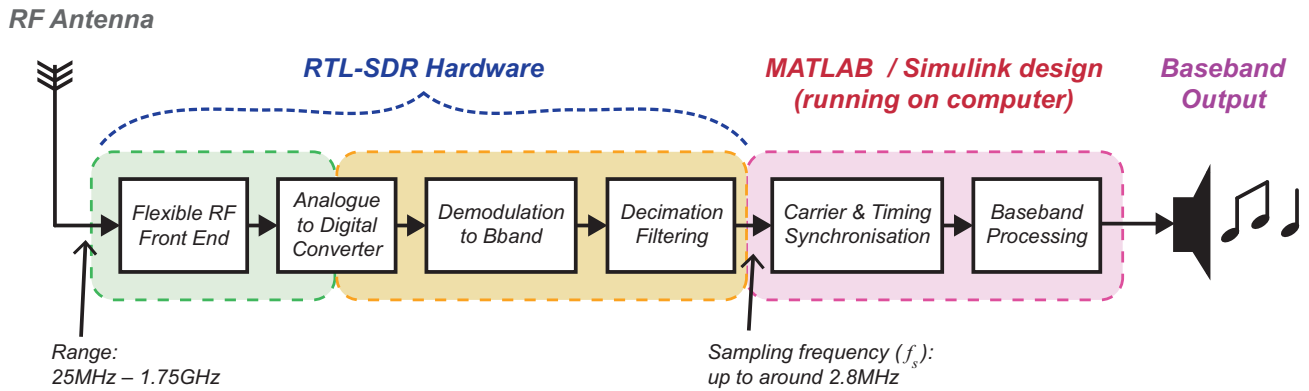 RF Antenna
RTL-SDR Hardware
MATLAB / Simulink design
(running on computer)
Baseband
Output
Flexible RF
Front End
Analogue
to Digital
Converter
Demodulation
to Bband
Decimation
Filtering
Carrier & Timing
Synchronisation
Baseband
Processing
Range:
25MHz – 1.75GHz
Sampling frequency (fs):
up to around 2.8MHz